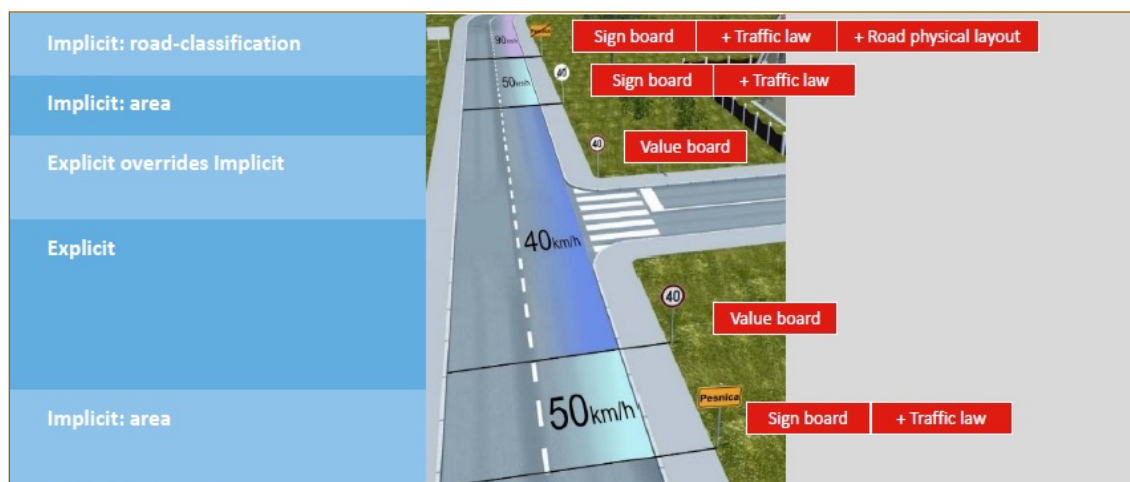 Implicit: road-classification
90km/h
Sign board + Traffic law + Road physical layout
Implicit: area
50km/h
40
Sign board + Traffic law
Explicit overrides Implicit
40
Value board
Explicit
40km/h
40
Value board
Implicit: area
50km/h
Pesnica
Sign board + Traffic law